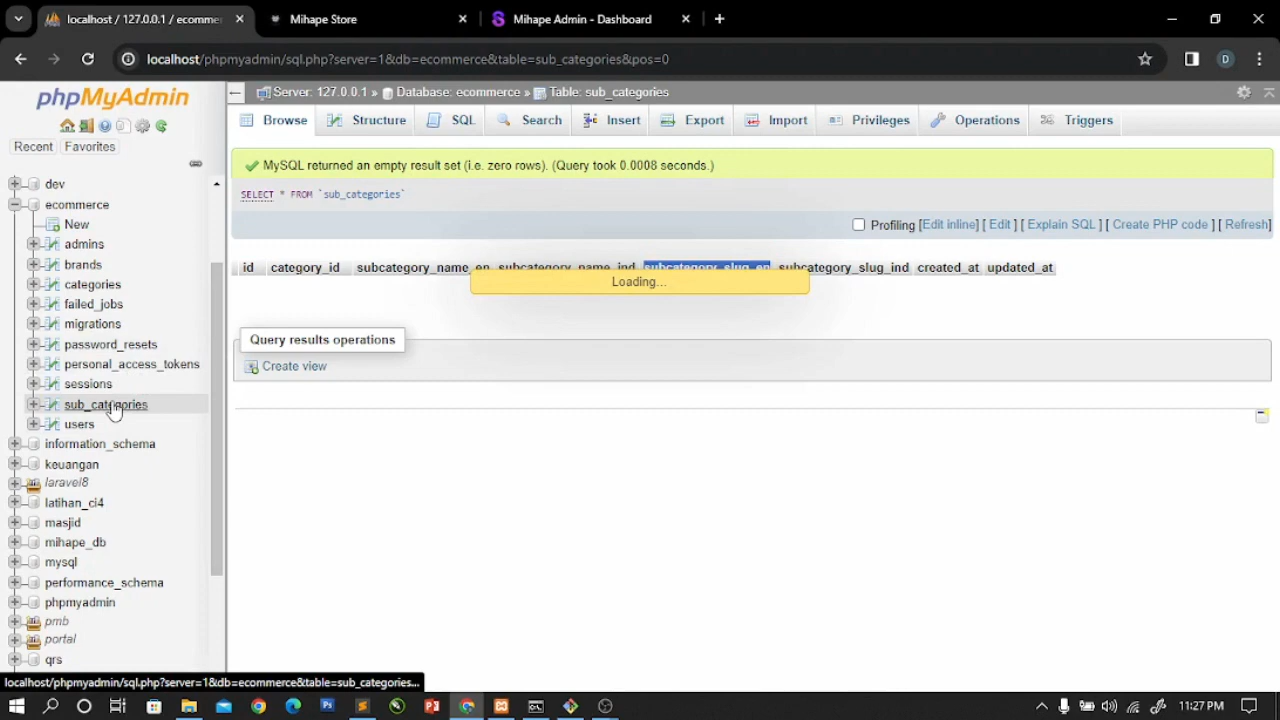 localhost / 127.0.0.1 / ecomme
Mihape Store
Mihape Admin - Dashboard
localhost/phpmyadmin/sql.php?server=1&db=ecommerce&table=sub_categories&pos=0
D
phpMyAdmin
Server: 127.0.0.1 » Database: ecommerce » Table: sub_categories
Browse Structure SQL Search Insert Export Import Privileges Operations Triggers
Recent Favorites
MySQL returned an empty result set (i.e. zero rows). (Query took 0.0008 seconds.)
SELECT * FROM `sub_categories`
Profiling [Edit inline] [ Edit ] [ Explain SQL ] [ Create PHP code ] [ Refresh]
id category_id subcategory_name_en subcategory_name_ind subcategory_slug_en subcategory_slug_ind created_at updated_at
Loading...
Query results operations
Create view
dev
ecommerce
New
admins
brands
categories
failed_jobs
migrations
password_resets
personal_access_tokens
sessions
sub_categories
users
information_schema
keuangan
laravel8
latihan_ci4
masjid
mihape_db
mysql
performance_schema
phpmyadmin
pmb
portal
qrs
localhost/phpmyadmin/sql.php?server=1&db=ecommerce&table=sub_categories...
11:27 PM